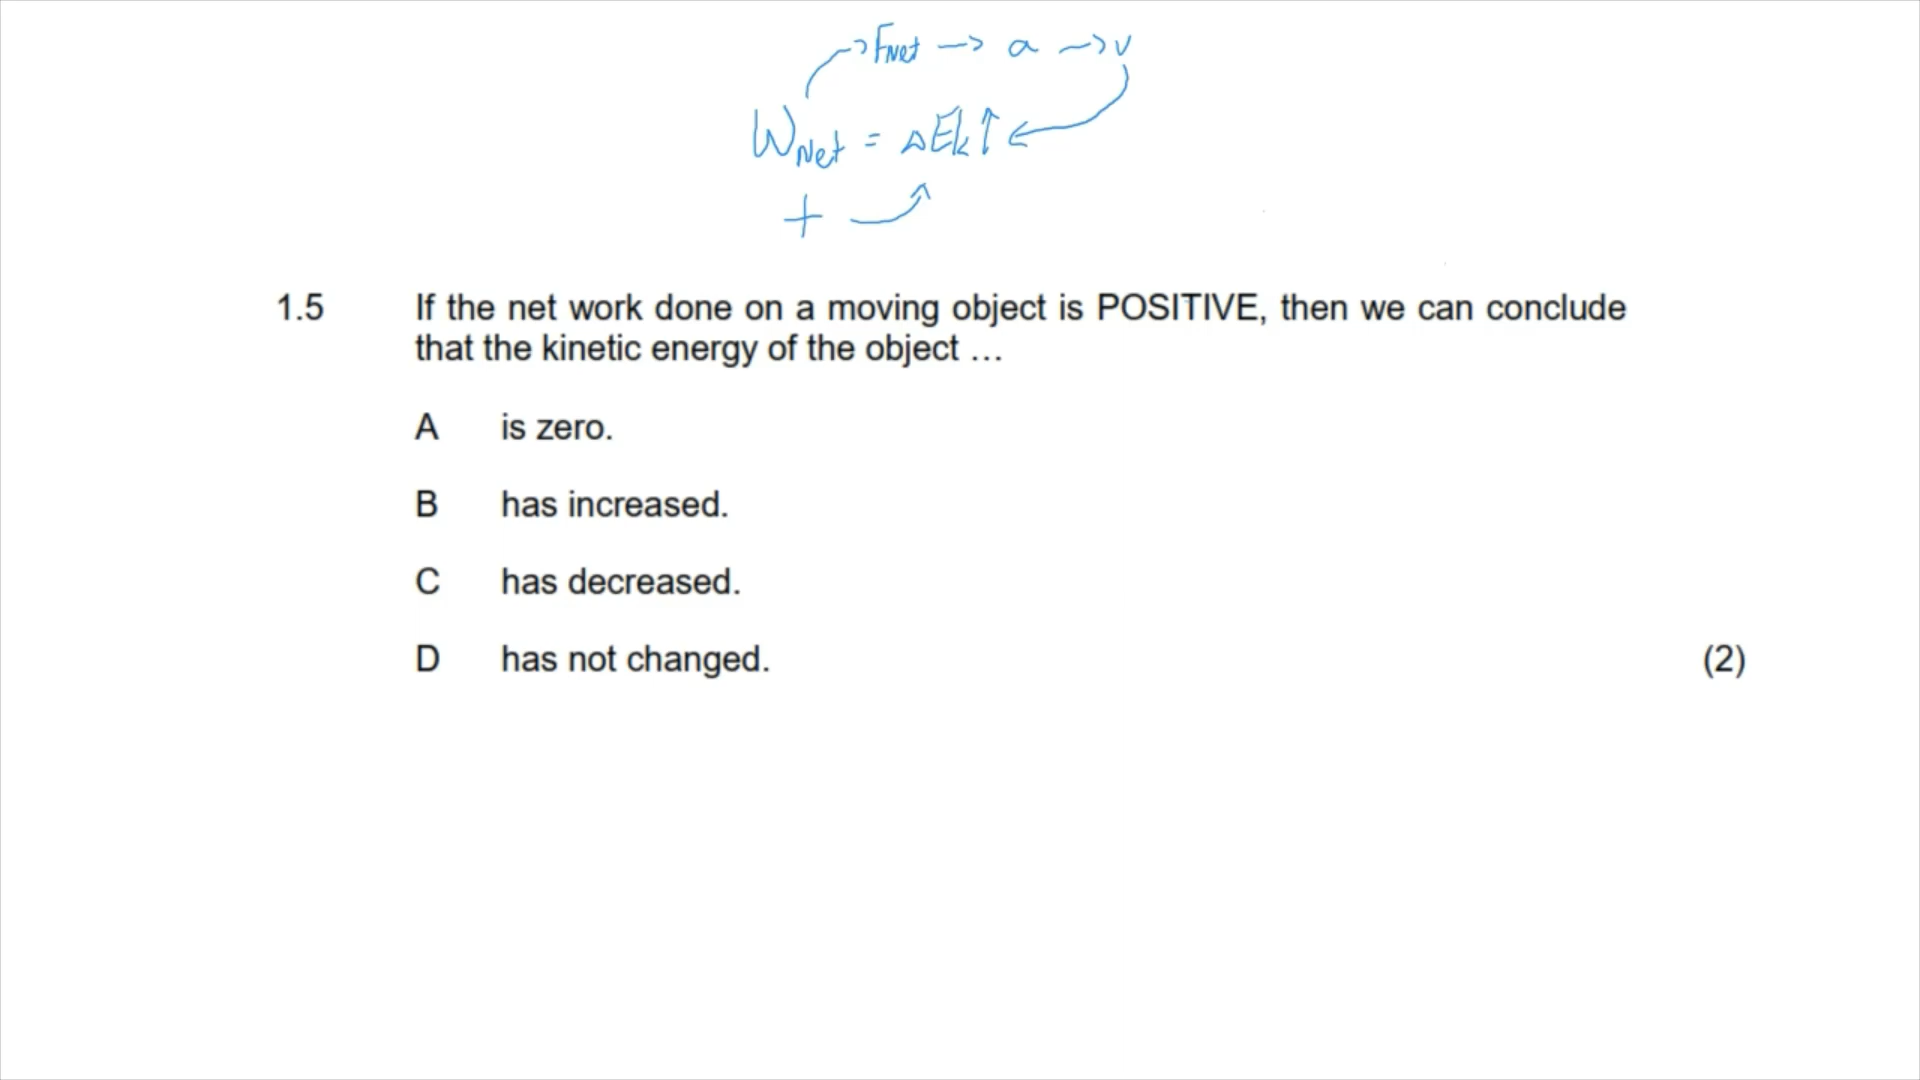 → Fnet → a → v
Wnet = ΔEk↑ ←
+
1.5 If the net work done on a moving object is POSITIVE, then we can conclude
that the kinetic energy of the object ...
A is zero.
B has increased.
C has decreased.
D has not changed. (2)